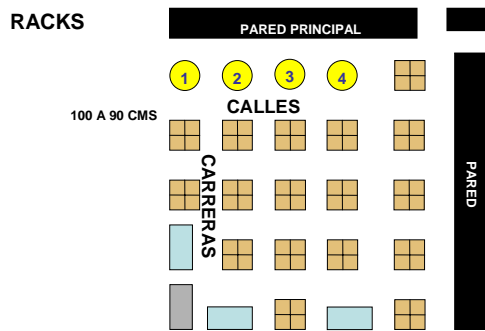 RACKS
PARED PRINCIPAL
1 2 3 4
CALLES
100 A 90 CMS
CARRERAS
PARED